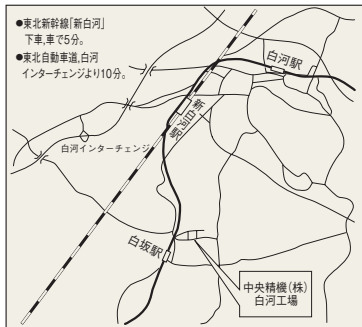 ●東北新幹線「新白河」
下車,車で5分。
●東北自動車道,白河
インターチェンジより10分。
白河駅
新白河駅
白河インターチェンジ
白坂駅
中央精機(株)
白河工場